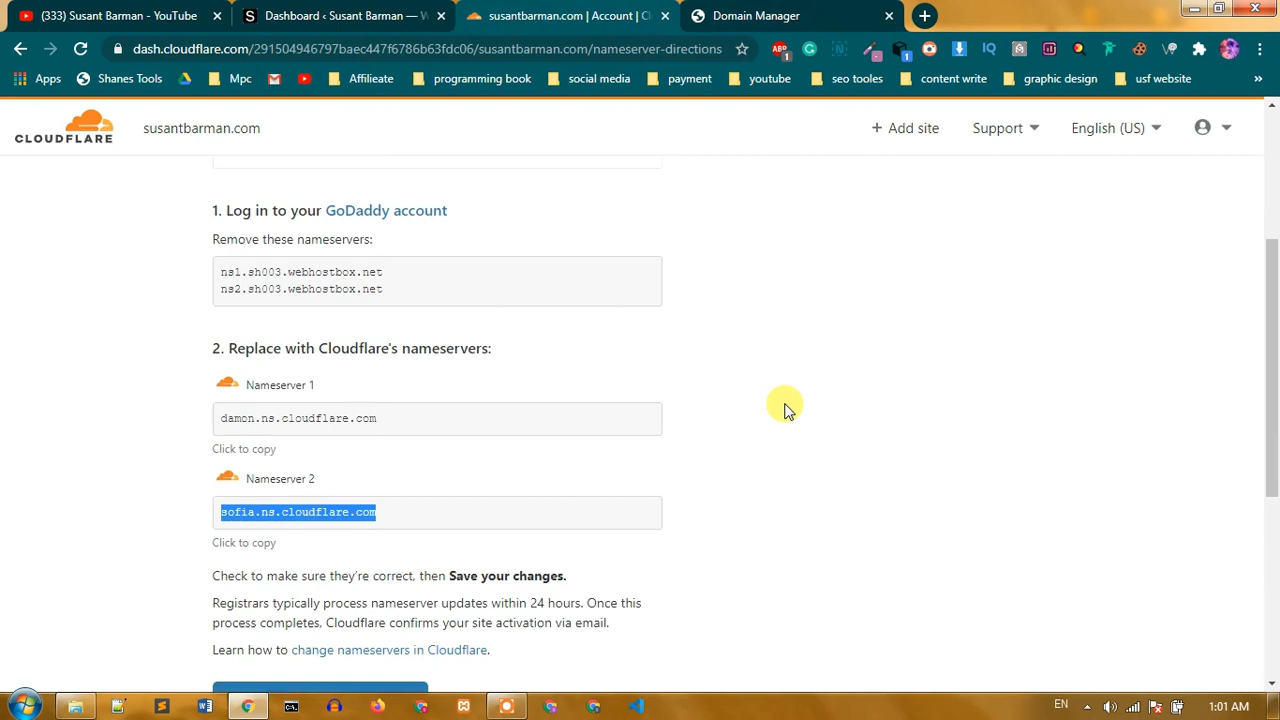 (333) Susant Barman - YouTube
Dashboard ‹ Susant Barman — W
susantbarman.com | Account | Cl
Domain Manager
dash.cloudflare.com/291504946797baec447f6786b63fdc06/susantbarman.com/nameserver-directions
Apps
Shanes Tools
Mpc
Affilieate
programming book
social media
payment
youtube
seo tooles
content write
graphic design
usf website
CLOUDFLARE
susantbarman.com
+ Add site
Support
English (US)
1. Log in to your GoDaddy account
Remove these nameservers:
ns1.sh003.webhostbox.net
ns2.sh003.webhostbox.net
2. Replace with Cloudflare's nameservers:
Nameserver 1
damon.ns.cloudflare.com
Click to copy
Nameserver 2
sofia.ns.cloudflare.com
Click to copy
Check to make sure they’re correct, then Save your changes.
Registrars typically process nameserver updates within 24 hours. Once this
process completes, Cloudflare confirms your site activation via email.
Learn how to change nameservers in Cloudflare.
EN
1:01 AM